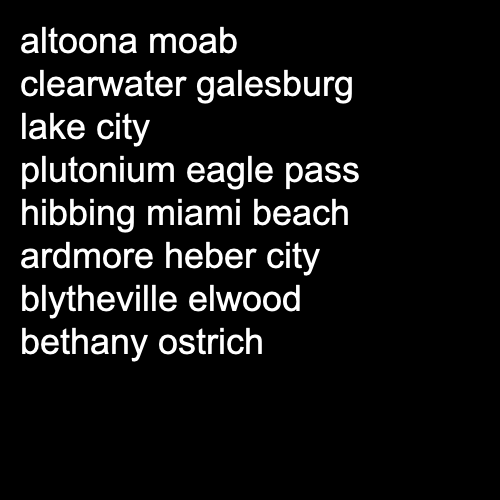 altoona moab
clearwater galesburg
lake city
plutonium eagle pass
hibbing miami beach
ardmore heber city
blytheville elwood
bethany ostrich